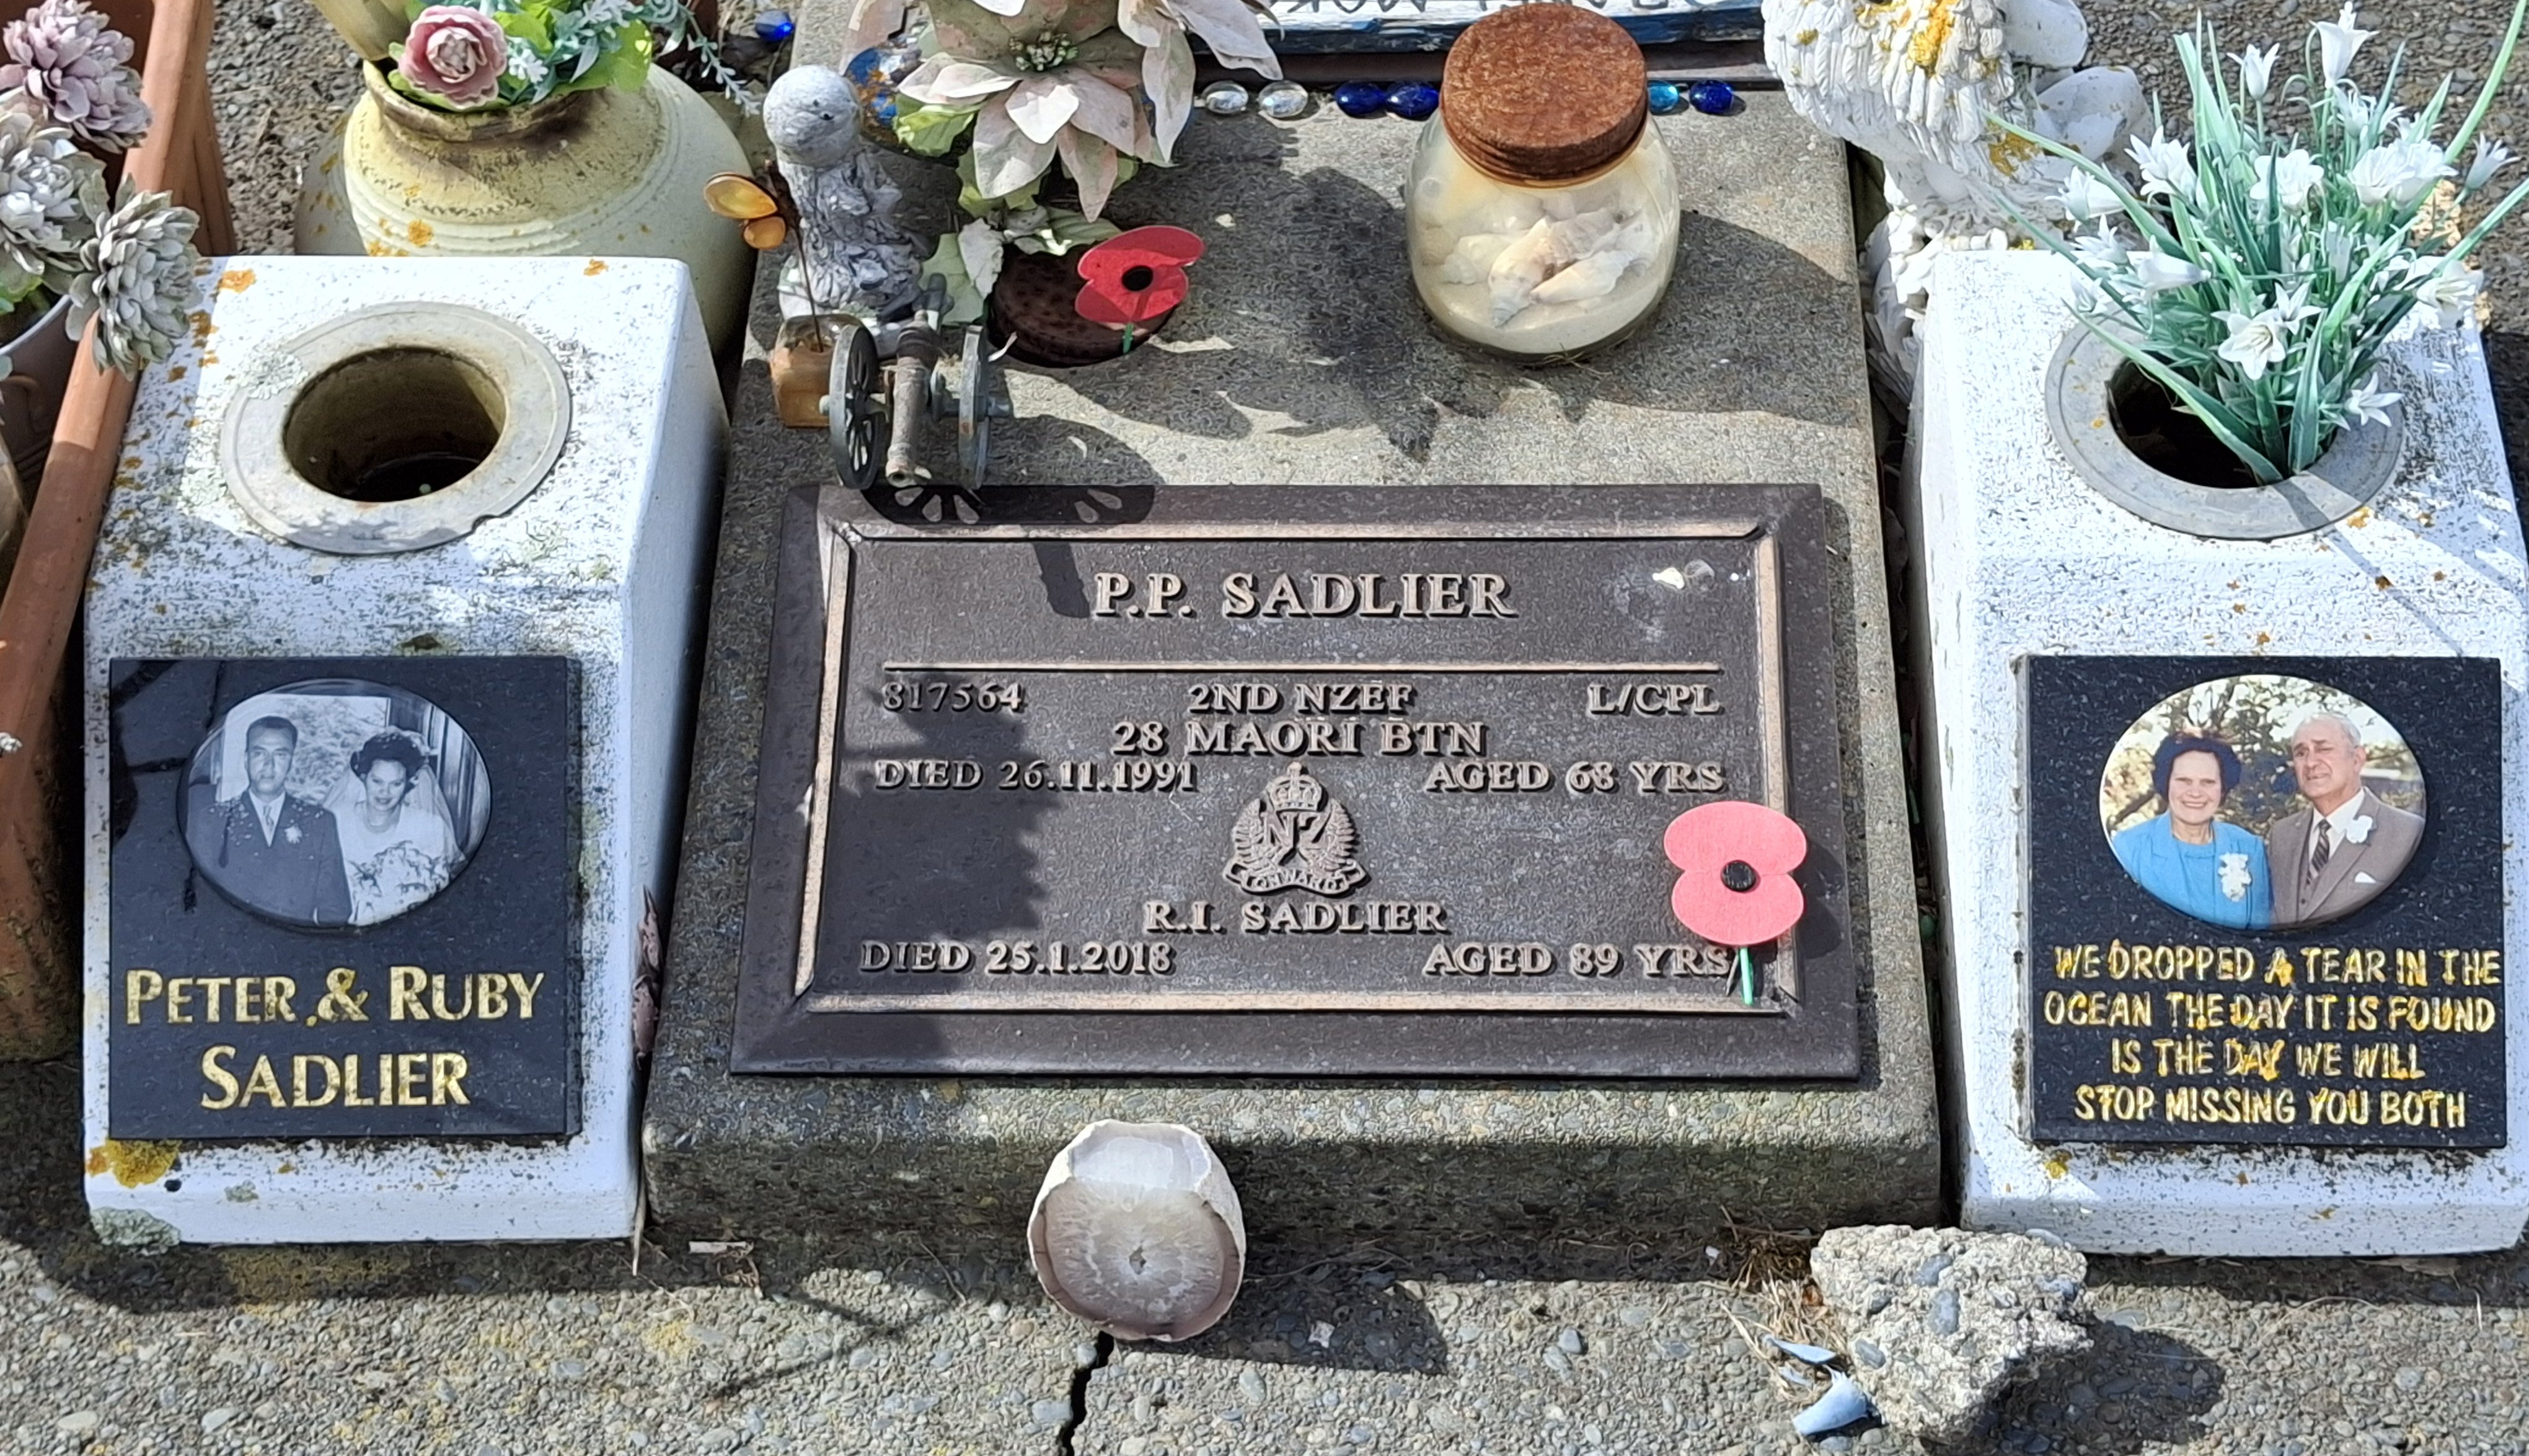 P.P. SADLIER
817564 2ND NZEF L/CPL
28 MAORI BTN
DIED 26.11.1991 AGED 68 YRS
NZ
ONWARD
R.I. SADLIER
DIED 25.1.2018 AGED 89 YRS
PETER & RUBY
SADLIER
WE DROPPED A TEAR IN THE
OCEAN THE DAY IT IS FOUND
IS THE DAY WE WILL
STOP MISSING YOU BOTH